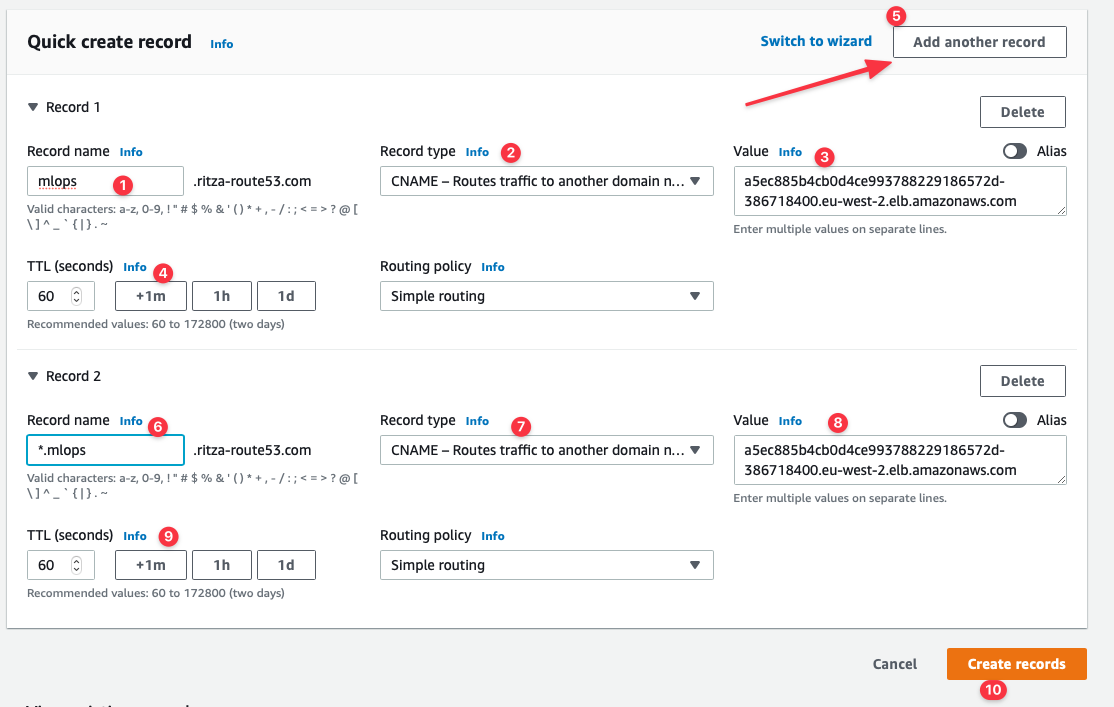 5
Quick create record Info Switch to wizard Add another record
Record 1 Delete
Record name Info Record type Info 2 Value Info 3 Alias
mlops 1 .ritza-route53.com CNAME – Routes traffic to another domain n... a5ec885b4cb0d4ce993788229186572d-
386718400.eu-west-2.elb.amazonaws.com
Valid characters: a-z, 0-9, ! " # $ % & ' ( ) * + , - / : ; < = > ? @ [
\ ] ^ _ ` { | } . ~
Enter multiple values on separate lines.
TTL (seconds) Info 4 Routing policy Info
60 +1m 1h 1d Simple routing
Recommended values: 60 to 172800 (two days)
Record 2 Delete
Record name Info 6 Record type Info 7 Value Info 8 Alias
*.mlops .ritza-route53.com CNAME – Routes traffic to another domain n... a5ec885b4cb0d4ce993788229186572d-
386718400.eu-west-2.elb.amazonaws.com
Valid characters: a-z, 0-9, ! " # $ % & ' ( ) * + , - / : ; < = > ? @ [
\ ] ^ _ ` { | } . ~
Enter multiple values on separate lines.
TTL (seconds) Info 9 Routing policy Info
60 +1m 1h 1d Simple routing
Recommended values: 60 to 172800 (two days)
Cancel Create records
10